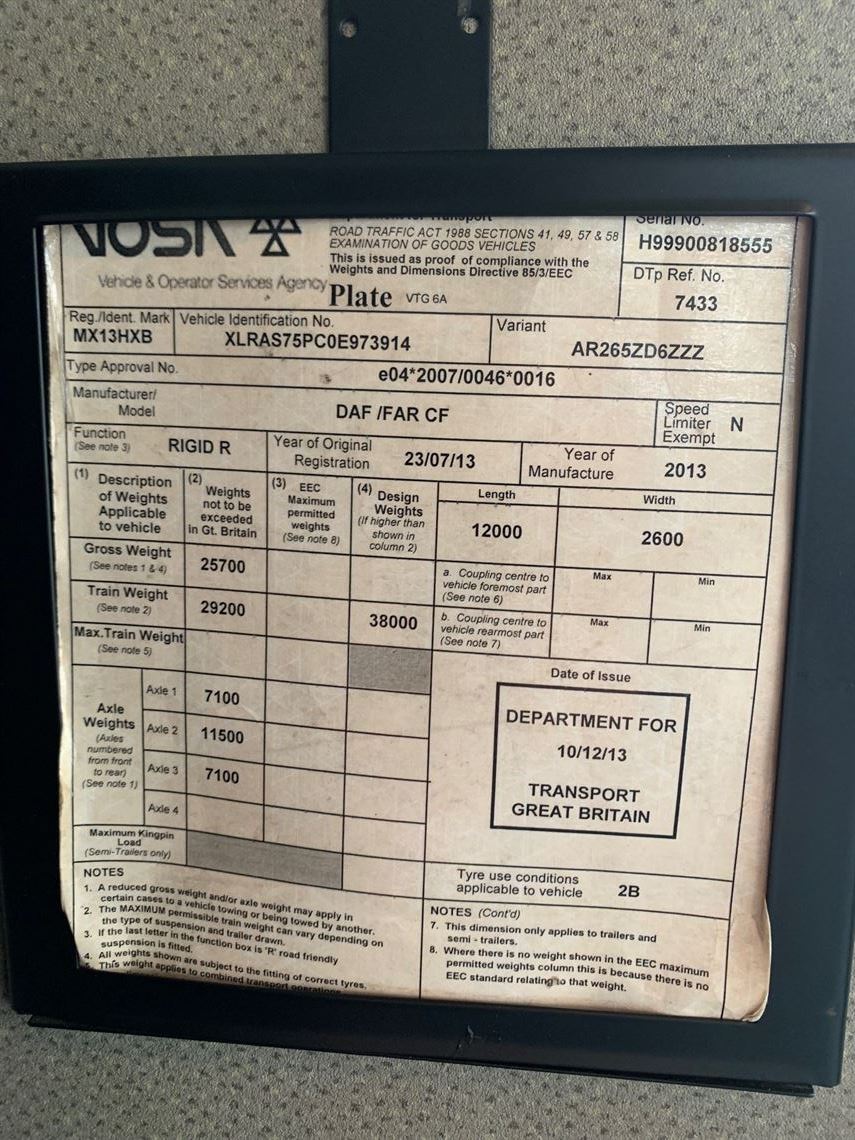 VOSA
Transport
ROAD TRAFFIC ACT 1988 SECTIONS 41, 49, 57 & 58
EXAMINATION OF GOODS VEHICLES
This is issued as proof of compliance with the
Weights and Dimensions Directive 85/3/EEC
Vehicle & Operator Services Agency
Plate VTG 6A
Serial No.
H99900818555
DTp Ref. No.
7433
Reg./Ident. Mark
MX13HXB
Vehicle Identification No.
XLRAS75PC0E973914
Variant
AR265ZD6ZZZ
Type Approval No.
e04*2007/0046*0016
Manufacturer/
Model
DAF /FAR CF
Speed
Limiter
Exempt
N
Function
(See note 3)
RIGID R
Year of Original
Registration
23/07/13
Year of
Manufacture
2013
(1) Description
of Weights
Applicable
to vehicle
(2)
Weights
not to be
exceeded
in Gt. Britain
(3) EEC
Maximum
permitted
weights
(See note 8)
(4)
Design
Weights
(If higher than
shown in
column 2)
Length
12000
Width
2600
Gross Weight
(See notes 1 & 4)
25700
a. Coupling centre to
vehicle foremost part
(See note 6)
Max
Min
Train Weight
(See note 2)
29200
38000
b. Coupling centre to
vehicle rearmost part
(See note 7)
Max
Min
Max.Train Weight
(See note 5)
Axle
Weights
(Axles
numbered
from front
to rear)
(See note 1)
Axle 1
7100
Axle 2
11500
Axle 3
7100
Axle 4
Maximum Kingpin
Load
(Semi-Trailers only)
Date of Issue
DEPARTMENT FOR
10/12/13
TRANSPORT
GREAT BRITAIN
Tyre use conditions
applicable to vehicle
2B
NOTES
1. A reduced gross weight and/or axle weight may apply in
certain cases to a vehicle towing or being towed by another.
2. The MAXIMUM permissible train weight can vary depending on
the type of suspension and trailer drawn.
3. If the last letter in the function box is 'R' road friendly
suspension is fitted.
4. All weights shown are subject to the fitting of correct tyres.
5. This weight applies to combined transport operations
NOTES (Cont'd)
7. This dimension only applies to trailers and
semi - trailers.
8. Where there is no weight shown in the EEC maximum
permitted weights column this is because there is no
EEC standard relating to that weight.